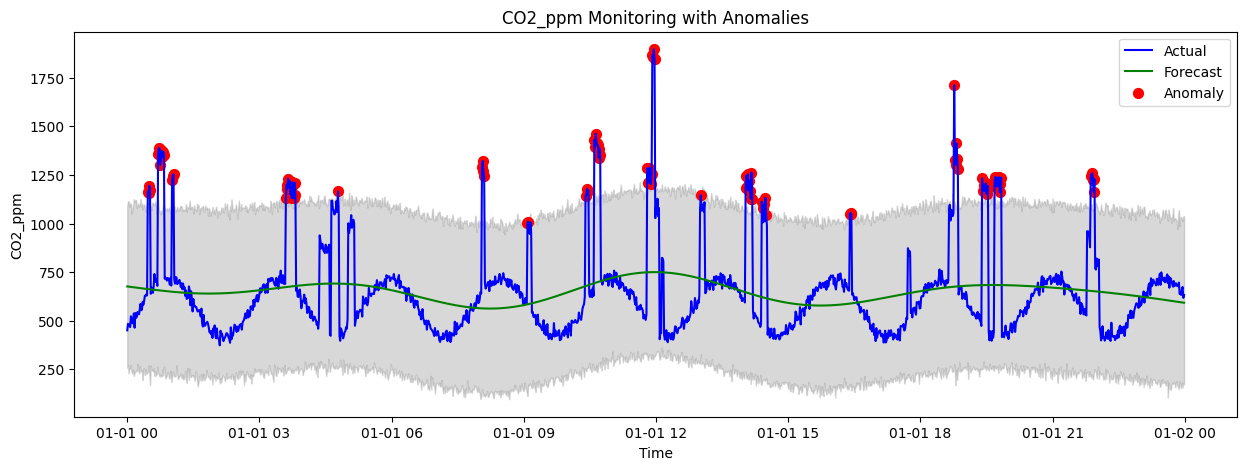 CO2_ppm Monitoring with Anomalies
Actual
Forecast
Anomaly
CO2_ppm
1750
1500
1250
1000
750
500
250
01-01 00
01-01 03
01-01 06
01-01 09
01-01 12
01-01 15
01-01 18
01-01 21
01-02 00
Time